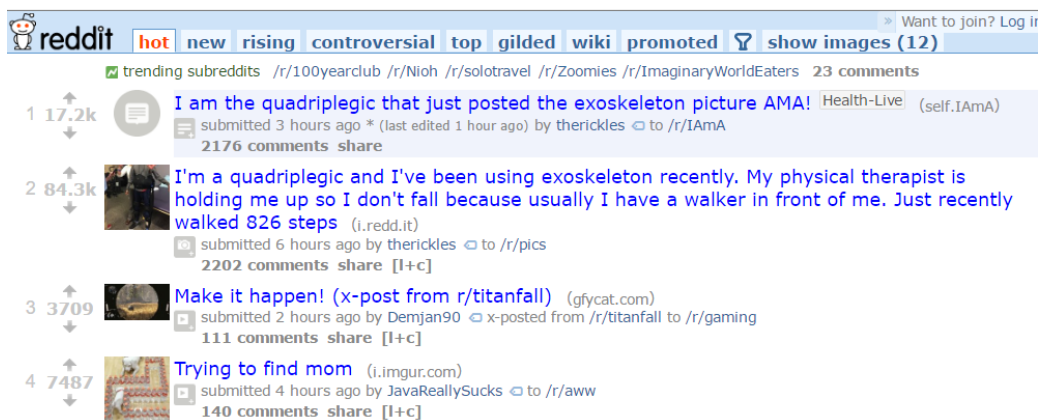 » Want to join? Log in
reddit hot new rising controversial top gilded wiki promoted show images (12)
trending subreddits /r/100yearclub /r/Nioh /r/solotravel /r/Zoomies /r/ImaginaryWorldEaters 23 comments
1 17.2k I am the quadriplegic that just posted the exoskeleton picture AMA! Health-Live (self.IAmA)
submitted 3 hours ago * (last edited 1 hour ago) by therickles to /r/IAmA
2176 comments share
2 84.3k I'm a quadriplegic and I've been using exoskeleton recently. My physical therapist is
holding me up so I don't fall because usually I have a walker in front of me. Just recently
walked 826 steps (i.redd.it)
submitted 6 hours ago by therickles to /r/pics
2202 comments share [l+c]
3 3709 Make it happen! (x-post from r/titanfall) (gfycat.com)
submitted 2 hours ago by Demjan90 x-posted from /r/titanfall to /r/gaming
111 comments share [l+c]
4 7487 Trying to find mom (i.imgur.com)
submitted 4 hours ago by JavaReallySucks to /r/aww
140 comments share [l+c]